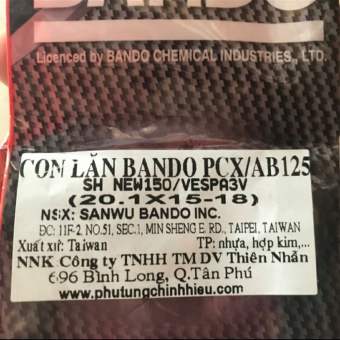 BANDO
Licenced by BANDO CHEMICAL INDUSTRIES., LTD.
CON LĂN BANDO PCX/AB125
SH NEW150/VESPA3V
(20.1X15-18)
NSX: SANWU BANDO INC.
ĐC: 11F-2, NO.51, SEC.1, MIN SHENG E. RD., TAIPEI, TAIWAN
Xuất xứ: Taiwan TP: nhựa, hợp kim,...
NNK Công ty TNHH TM DV Thiên Nhẫn
696 Bình Long, Q.Tân Phú
www.phutungchinhhieu.com